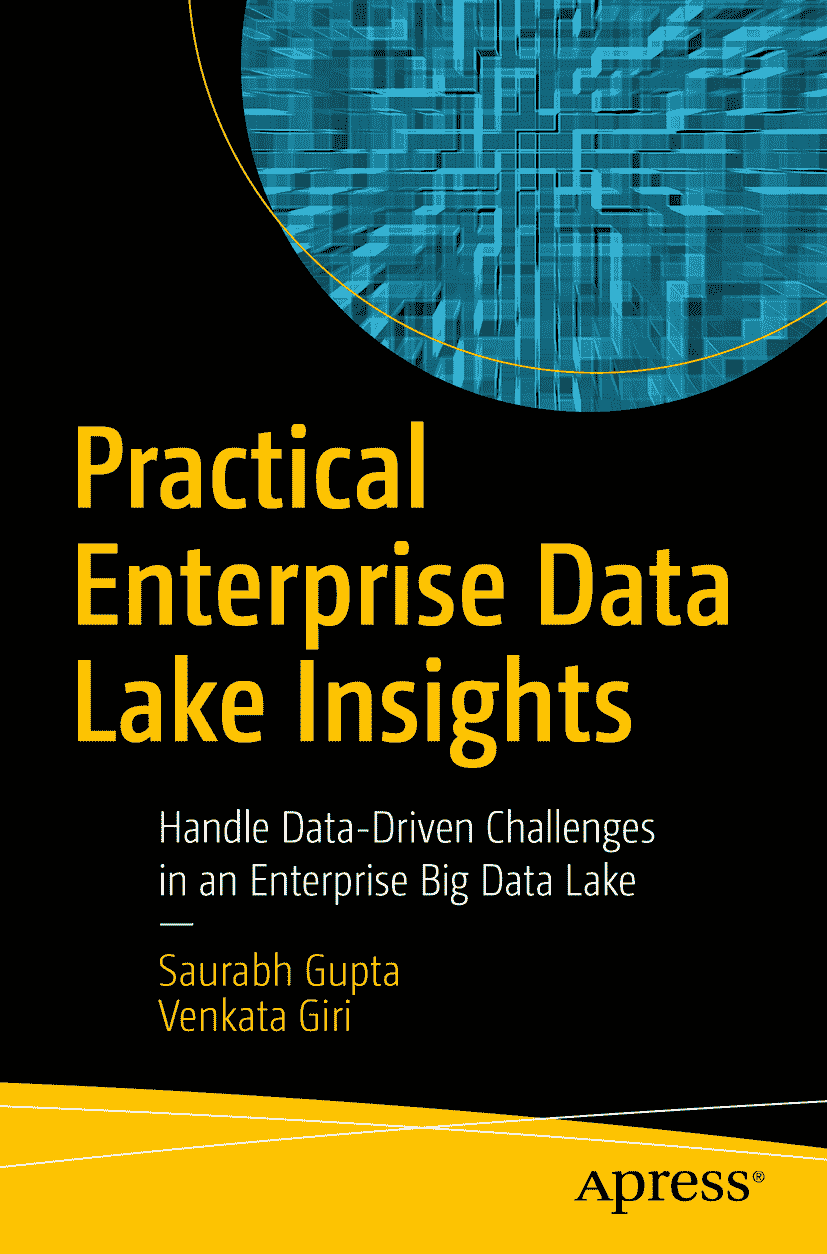 Practical
Enterprise Data
Lake Insights
Handle Data-Driven Challenges
in an Enterprise Big Data Lake
—
Saurabh Gupta
Venkata Giri
Apress®